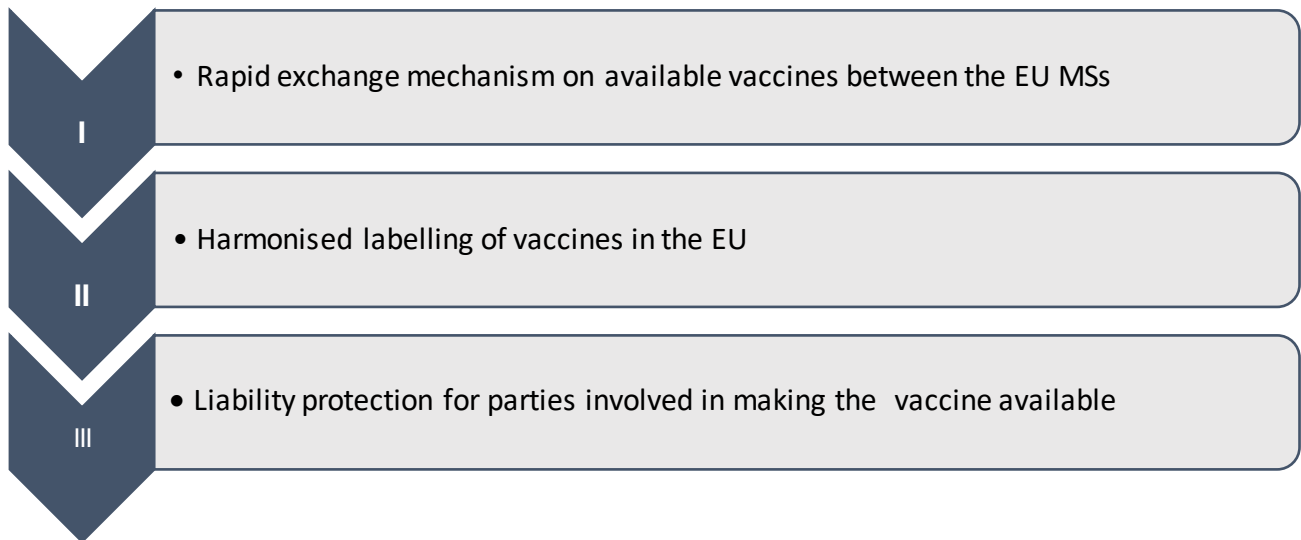 I
• Rapid exchange mechanism on available vaccines between the EU MSs
II
• Harmonised labelling of vaccines in the EU
III
• Liability protection for parties involved in making the vaccine available